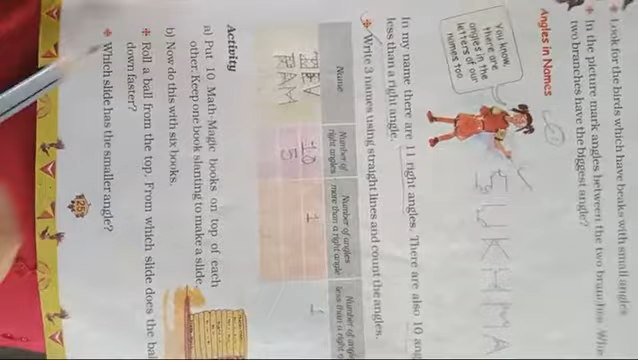 Look for the birds which have beaks with small angles
In the picture mark angles between the two branches. Whi
two branches have the biggest angle?
Angles in Names
You know,
there are
angles in the
letters of our
names too
SUKHMA
In my name there are 11 right angles. There are also 10 ang
less than a right angle.
Write 3 names using straight lines and count the angles.
Name
Number of
right angles
Number of angles
more than a right angle
Number of angle
less than a right a
10
1
1
RAM
5
Activity
a) Put 10 Math-Magic books on top of each
other. Keep one book slanting to make a slide.
b) Now do this with six books.
Roll a ball from the top. From which slide does the bal
down faster?
Which slide has the smaller angle?
25